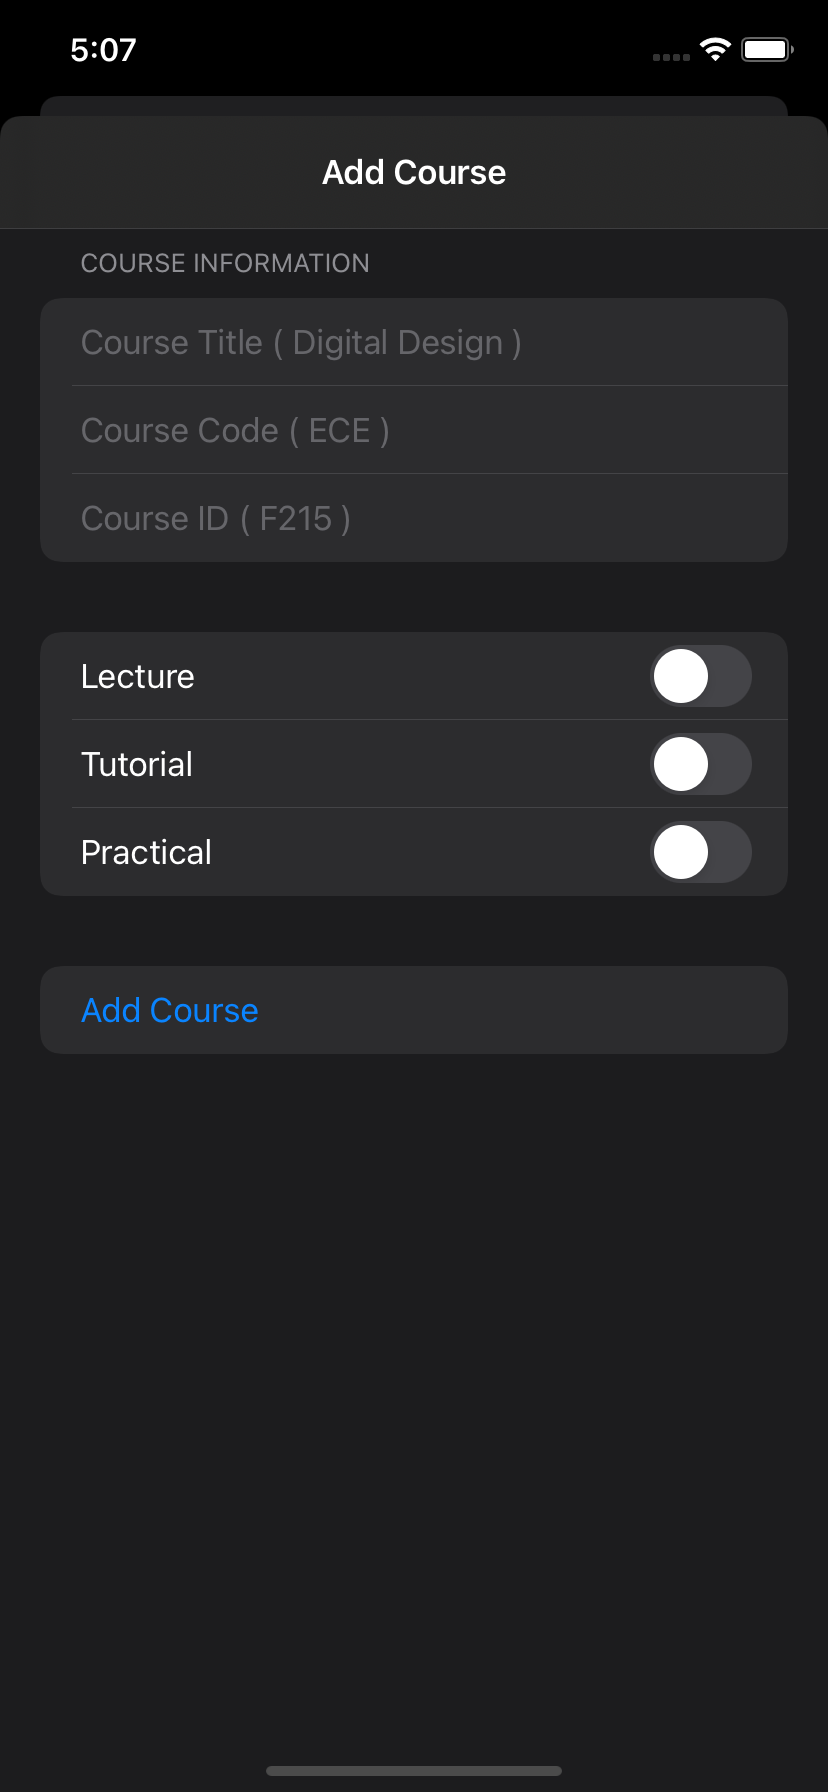 5:07
Add Course
COURSE INFORMATION
Course Title ( Digital Design )
Course Code ( ECE )
Course ID ( F215 )
Lecture
Tutorial
Practical
Add Course